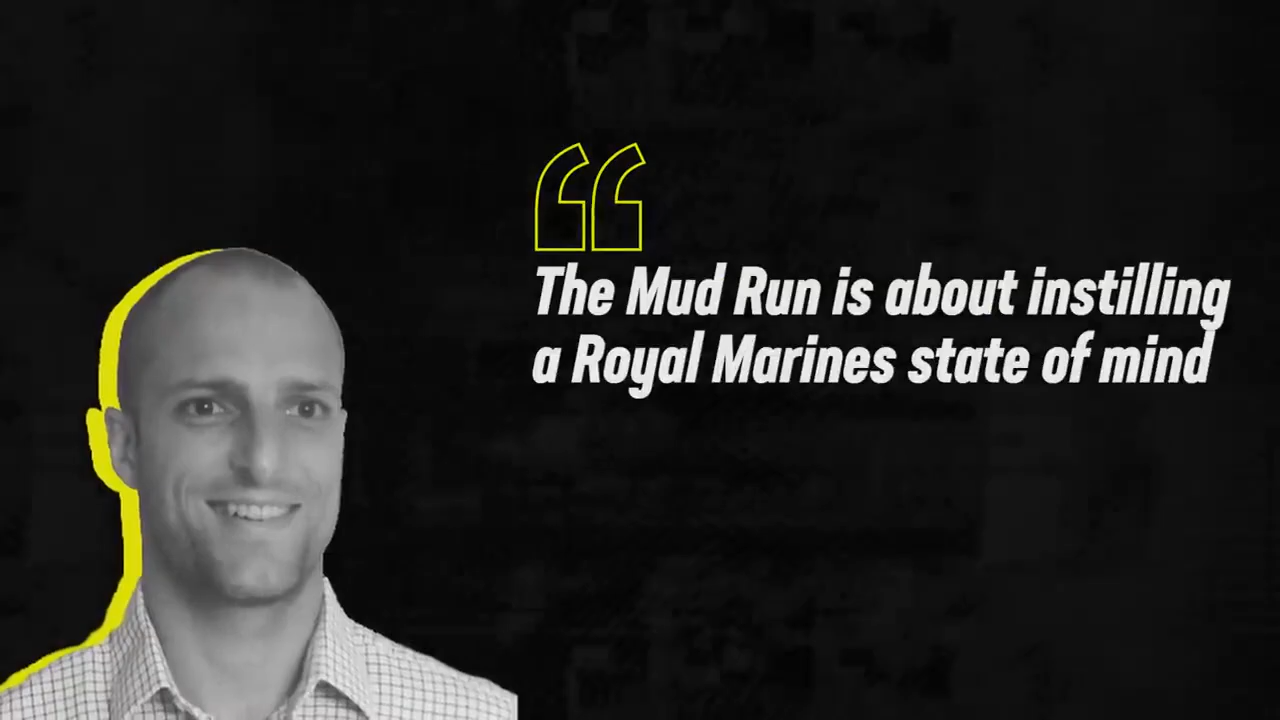 “
The Mud Run is about instilling
a Royal Marines state of mind